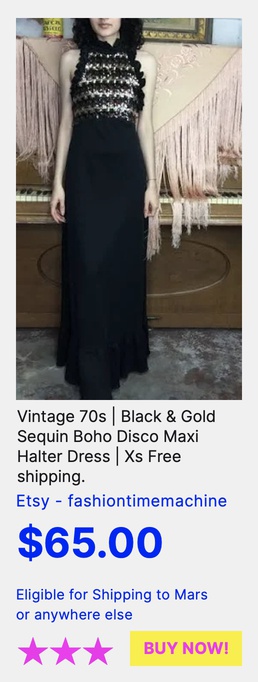 Vintage 70s | Black & Gold
Sequin Boho Disco Maxi
Halter Dress | Xs Free
shipping.
Etsy - fashiontimemachine
$65.00
Eligible for Shipping to Mars
or anywhere else
BUY NOW!